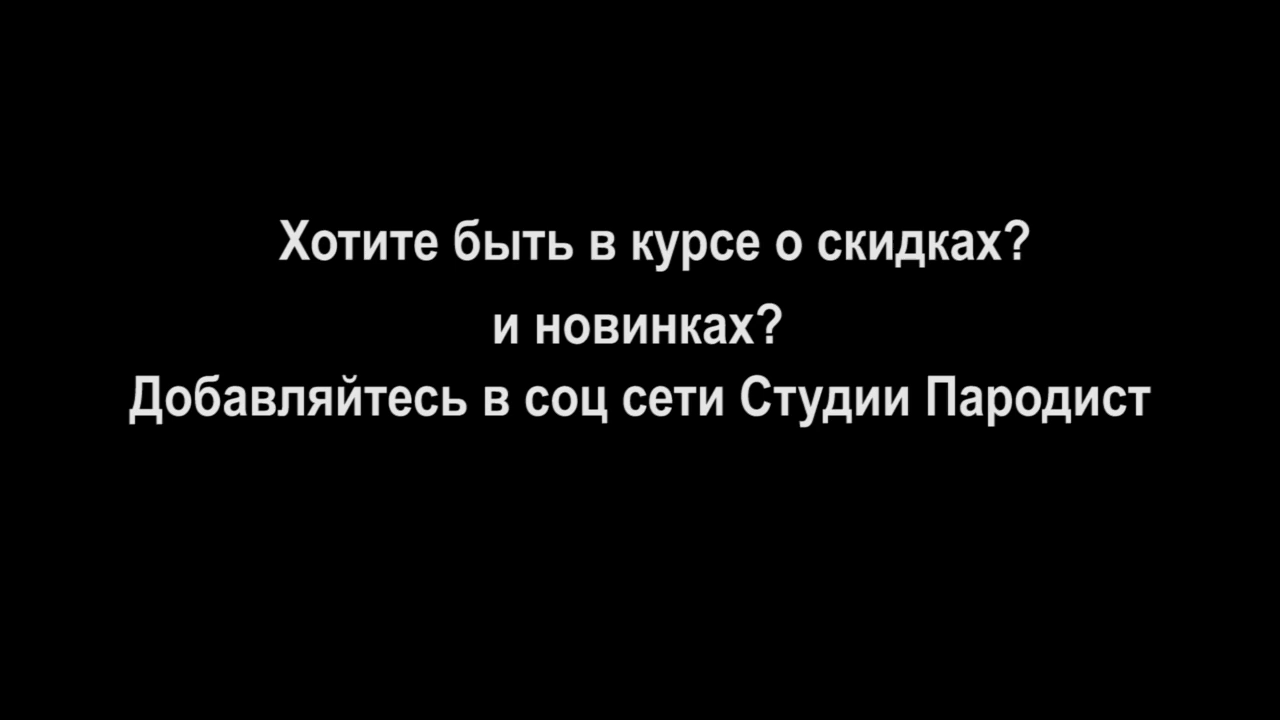 Хотите быть в курсе о скидках?
и новинках?
Добавляйтесь в соц сети Студии Пародист